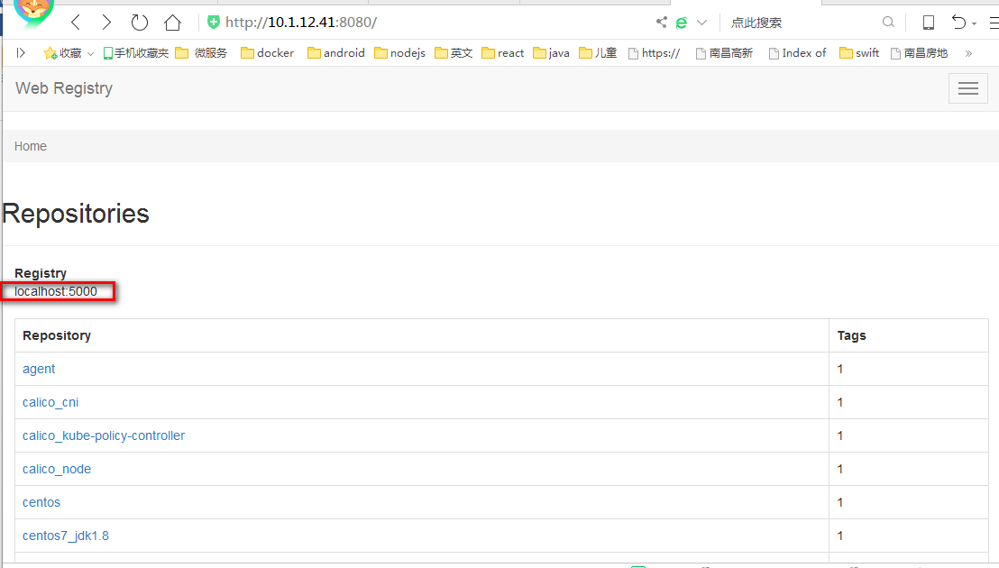 http://10.1.12.41:8080/ 点此搜索
收藏 手机收藏夹 微服务 docker android nodejs 英文 react java 儿童 https:// 南昌高新 Index of swift 南昌房地 »
Web Registry
Home
Repositories
Registry
localhost:5000
Repository Tags
agent 1
calico_cni 1
calico_kube-policy-controller 1
calico_node 1
centos 1
centos7_jdk1.8 1